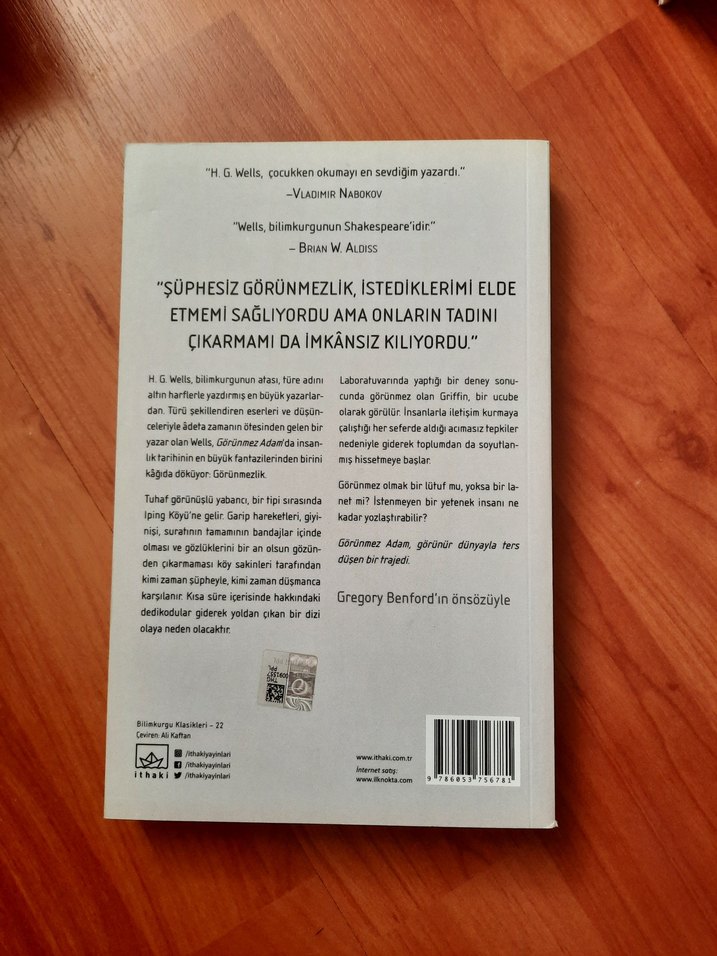 "H. G. Wells, çocukken okumayı en sevdiğim yazardı."
–Vladimir Nabokov
"Wells, bilimkurgunun Shakespeare'idir."
– Brian W. Aldiss
"ŞÜPHESİZ GÖRÜNMEZLİK, İSTEDİKLERİMİ ELDE
ETMEMİ SAĞLIYORDU AMA ONLARIN TADINI
ÇIKARMAMI DA İMKÂNSIZ KILIYORDU."
H. G. Wells, bilimkurgunun atası, türe adını
altın harflerle yazdırmış en büyük yazarlar-
dan. Türü şekillendiren eserleri ve düşün-
celeriyle âdeta zamanın ötesinden gelen bir
yazar olan Wells, Görünmez Adam'da insan-
lık tarihinin en büyük fantazilerinden birini
kâğıda döküyor: Görünmezlik.
Tuhaf görünüşlü yabancı, bir tipi sırasında
Iping Köyü'ne gelir. Garip hareketleri, giyi-
nişi, suratının tamamının bandajlar içinde
olması ve gözlüklerini bir an olsun gözün-
den çıkarmaması köy sakinleri tarafından
kimi zaman şüpheyle, kimi zaman düşmanca
karşılanır. Kısa süre içerisinde hakkındaki
dedikodular giderek yoldan çıkan bir dizi
olaya neden olacaktır.
Laboratuvarında yaptığı bir deney sonu-
cunda görünmez olan Griffin, bir ucube
olarak görülür. İnsanlarla iletişim kurmaya
çalıştığı her seferde aldığı acımasız tepkiler
nedeniyle giderek toplumdan da soyutlan-
mış hissetmeye başlar.
Görünmez olmak bir lütuf mu, yoksa bir la-
net mi? İstenmeyen bir yetenek insanı ne
kadar yozlaştırabilir?
Görünmez Adam, görünür dünyayla ters
düşen bir trajedi.
Gregory Benford'ın önsözüyle
Bilimkurgu Klasikleri - 22
Çeviren: Ali Kaftan
ithaki
/ithakiyayinlari
/ithakiyayinlari
/ithakiyayinlari
www.ithaki.com.tr
İnternet satış:
www.ilknokta.com
9 786053 756781